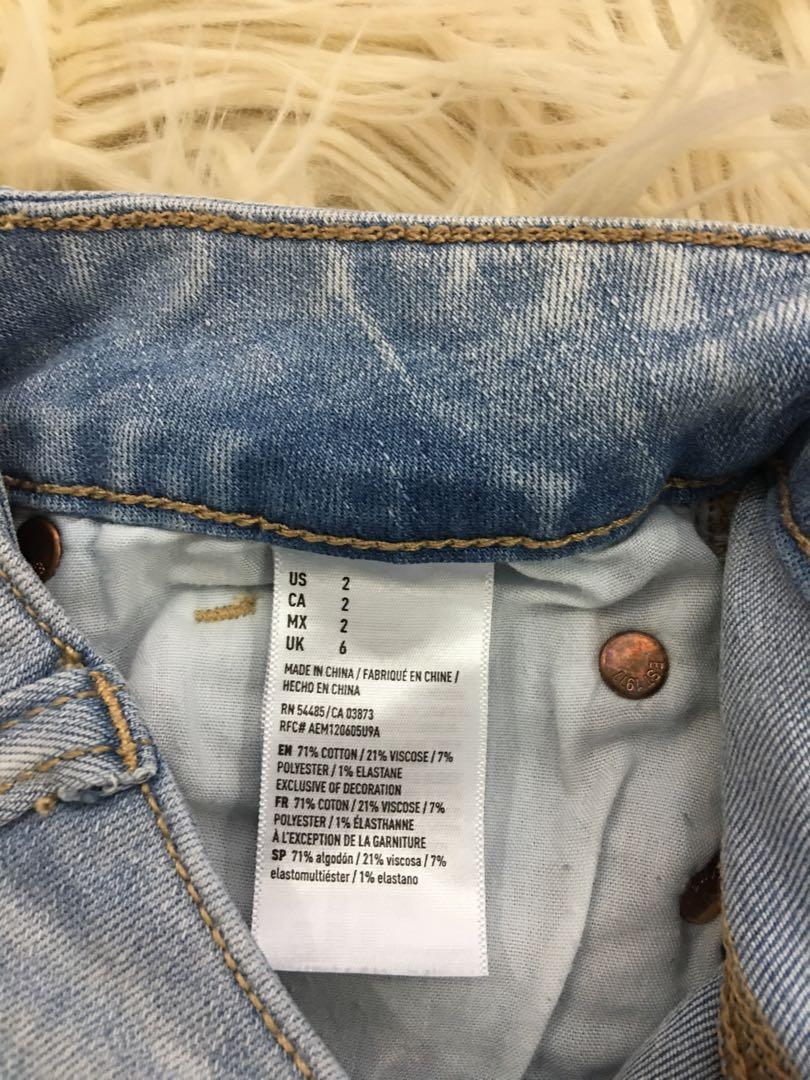 US 2
CA 2
MX 2
UK 6
MADE IN CHINA / FABRIQUÉ EN CHINE /
HECHO EN CHINA
RN 54485/CA 03873
RFC# AEM120605U9A
EN 71% COTTON / 21% VISCOSE / 7%
POLYESTER / 1% ELASTANE
EXCLUSIVE OF DECORATION
FR 71% COTON / 21% VISCOSE / 7%
POLYESTER / 1% ÉLASTHANNE
À L'EXCEPTION DE LA GARNITURE
SP 71% algodón / 21% viscosa / 7%
elastomultiéster / 1% elastano
EST 1977